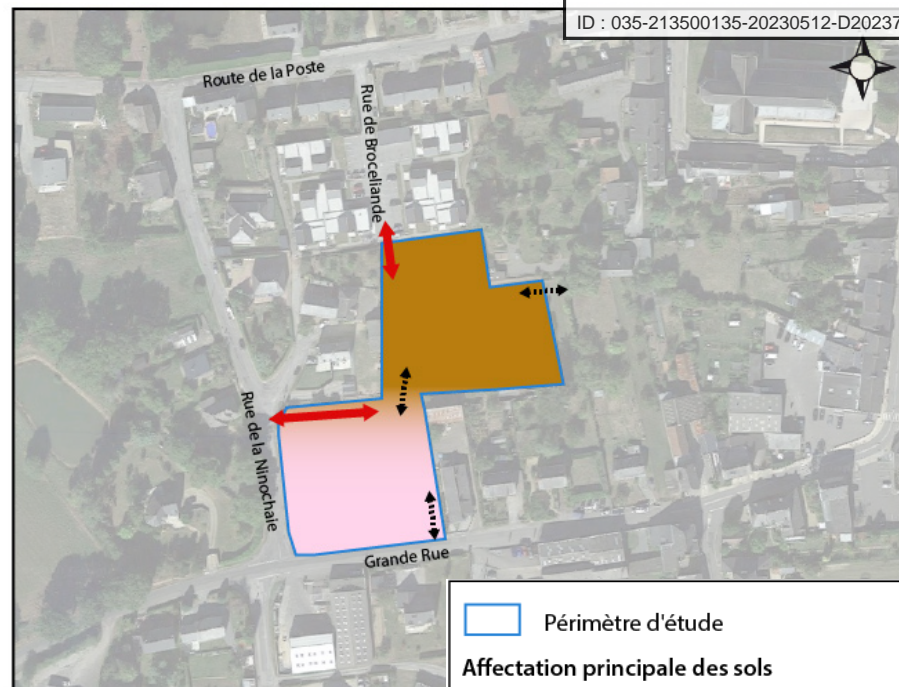 ID : 035-213500135-20230512-D20237
Route de la Poste
Rue de Broceliande
Rue de la Ninochaie
Grande Rue
Périmètre d'étude
Affectation principale des sols